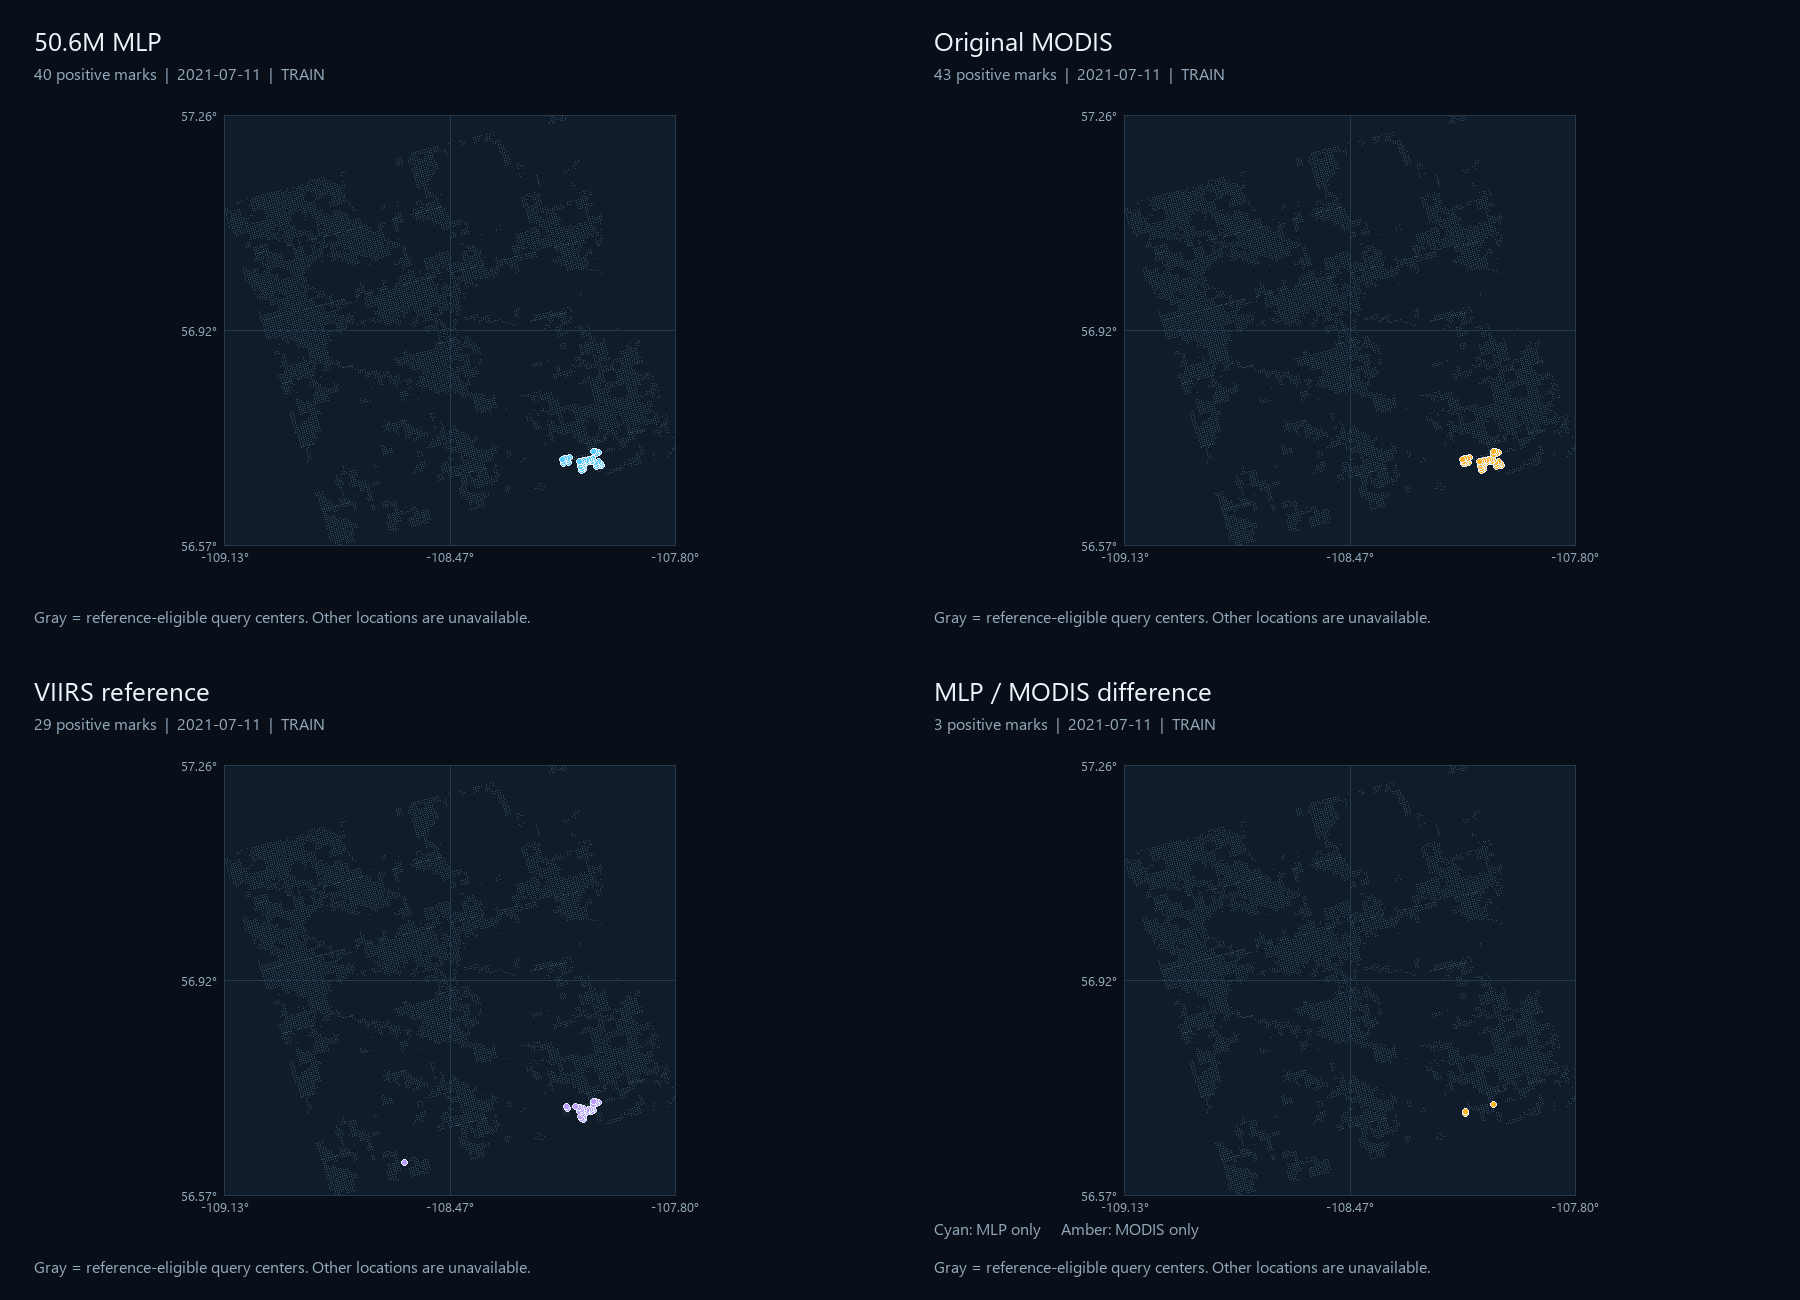 50.6M MLP
40 positive marks | 2021-07-11 | TRAIN
57.26°
56.92°
56.57°
-109.13°
-108.47°
-107.80°
Gray = reference-eligible query centers. Other locations are unavailable.
Original MODIS
43 positive marks | 2021-07-11 | TRAIN
57.26°
56.92°
56.57°
-109.13°
-108.47°
-107.80°
Gray = reference-eligible query centers. Other locations are unavailable.
VIIRS reference
29 positive marks | 2021-07-11 | TRAIN
57.26°
56.92°
56.57°
-109.13°
-108.47°
-107.80°
Gray = reference-eligible query centers. Other locations are unavailable.
MLP / MODIS difference
3 positive marks | 2021-07-11 | TRAIN
57.26°
56.92°
56.57°
-109.13°
-108.47°
-107.80°
Cyan: MLP only Amber: MODIS only
Gray = reference-eligible query centers. Other locations are unavailable.